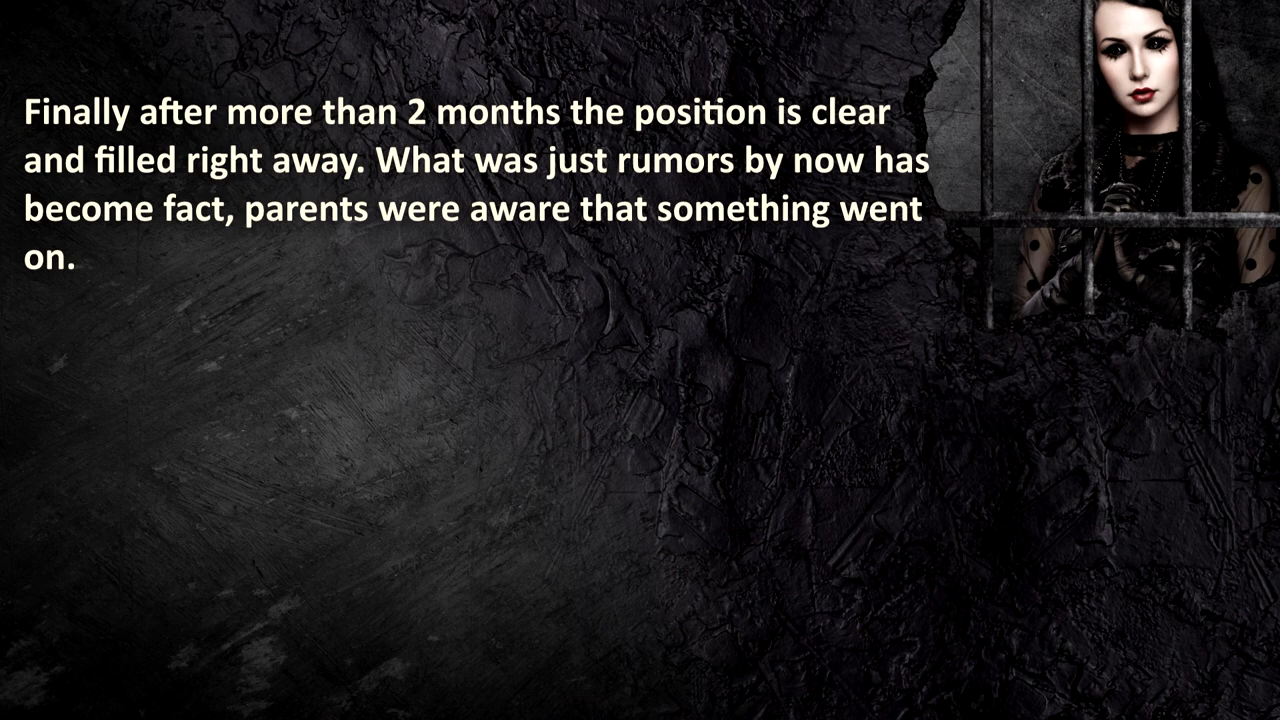 Finally after more than 2 months the position is clear
and filled right away. What was just rumors by now has
become fact, parents were aware that something went
on.